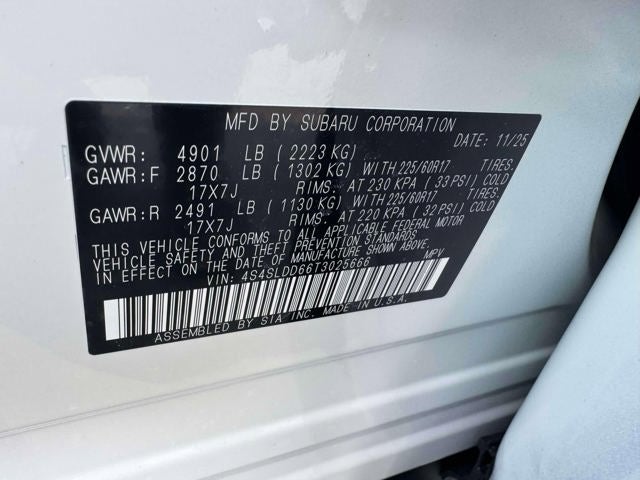 MFD BY SUBARU CORPORATION
DATE: 11/25
GVWR: 4901 LB (2223 KG)
GAWR:F 2870 LB (1302 KG) WITH 225/60R17 TIRES.
17X7J RIMS. AT 230 KPA (33 PSI) COLD
GAWR:R 2491 LB (1130 KG) WITH 225/60R17 TIRES.
17X7J RIMS. AT 220 KPA (32 PSI) COLD
THIS VEHICLE CONFORMS TO ALL APPLICABLE FEDERAL MOTOR
VEHICLE SAFETY AND THEFT PREVENTION STANDARDS
IN EFFECT ON THE DATE OF MANUFACTURE SHOWN ABOVE.
VIN: 4S4SLDD66T3025666 MPV
ASSEMBLED BY SIA INC. MADE IN U.S.A.